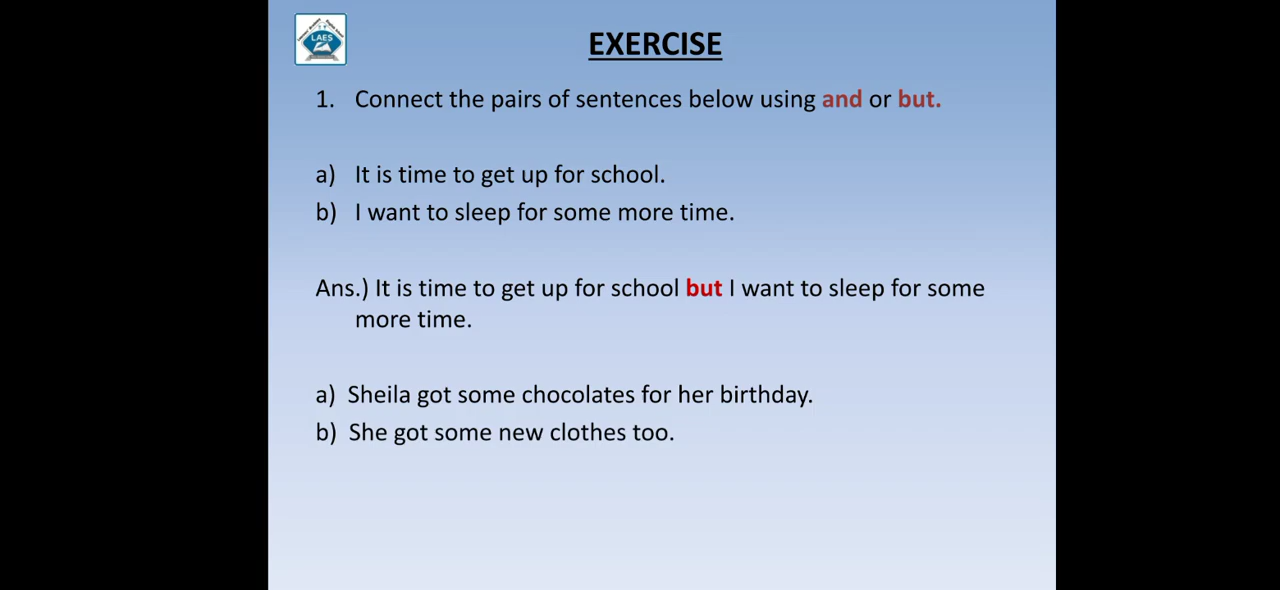 LAES
EXERCISE
1. Connect the pairs of sentences below using and or but.
a) It is time to get up for school.
b) I want to sleep for some more time.
Ans.) It is time to get up for school but I want to sleep for some
more time.
a) Sheila got some chocolates for her birthday.
b) She got some new clothes too.